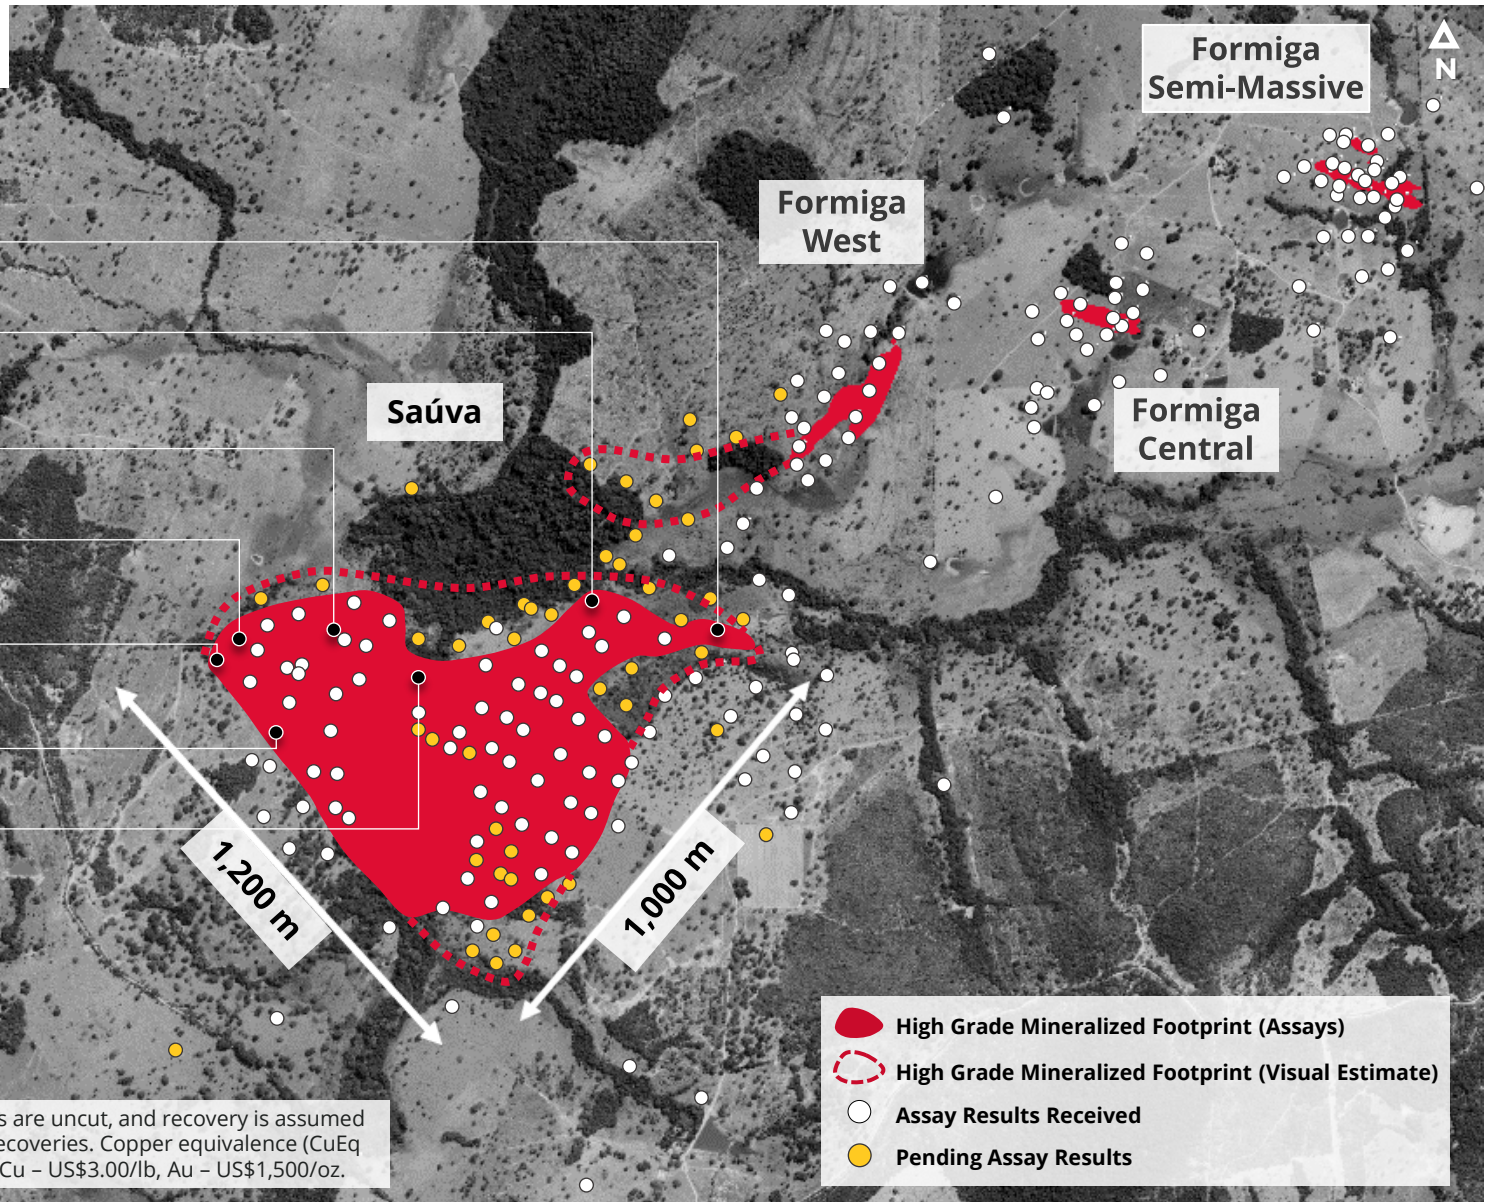 Formiga
Semi-Massive
N
Formiga
West
Saúva
Formiga
Central
1,200 m
1,000 m
High Grade Mineralized Footprint (Assays)
High Grade Mineralized Footprint (Visual Estimate)
Assay Results Received
Pending Assay Results
s are uncut, and recovery is assumed
ecoveries. Copper equivalence (CuEq
Cu – US$3.00/lb, Au – US$1,500/oz.